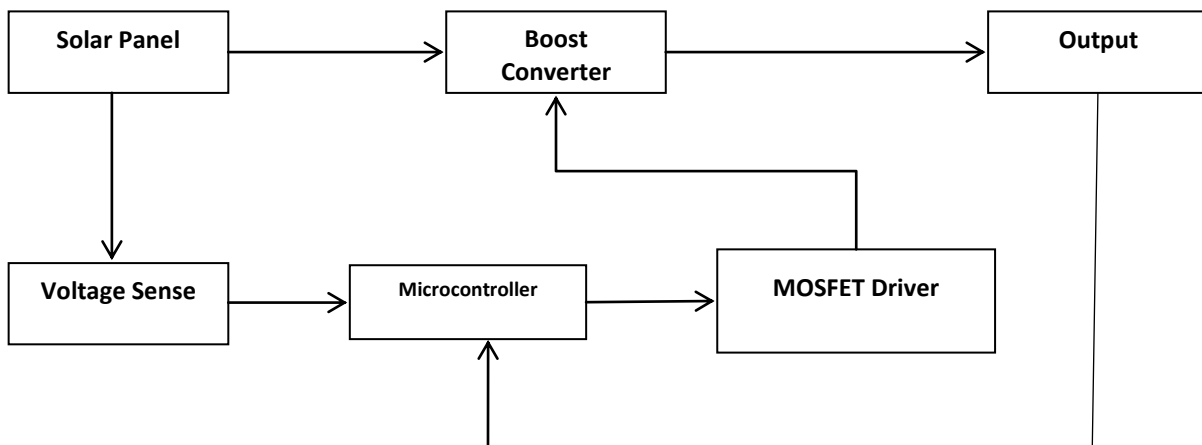 Solar Panel
Boost
Converter
Output
Voltage Sense
Microcontroller
MOSFET Driver